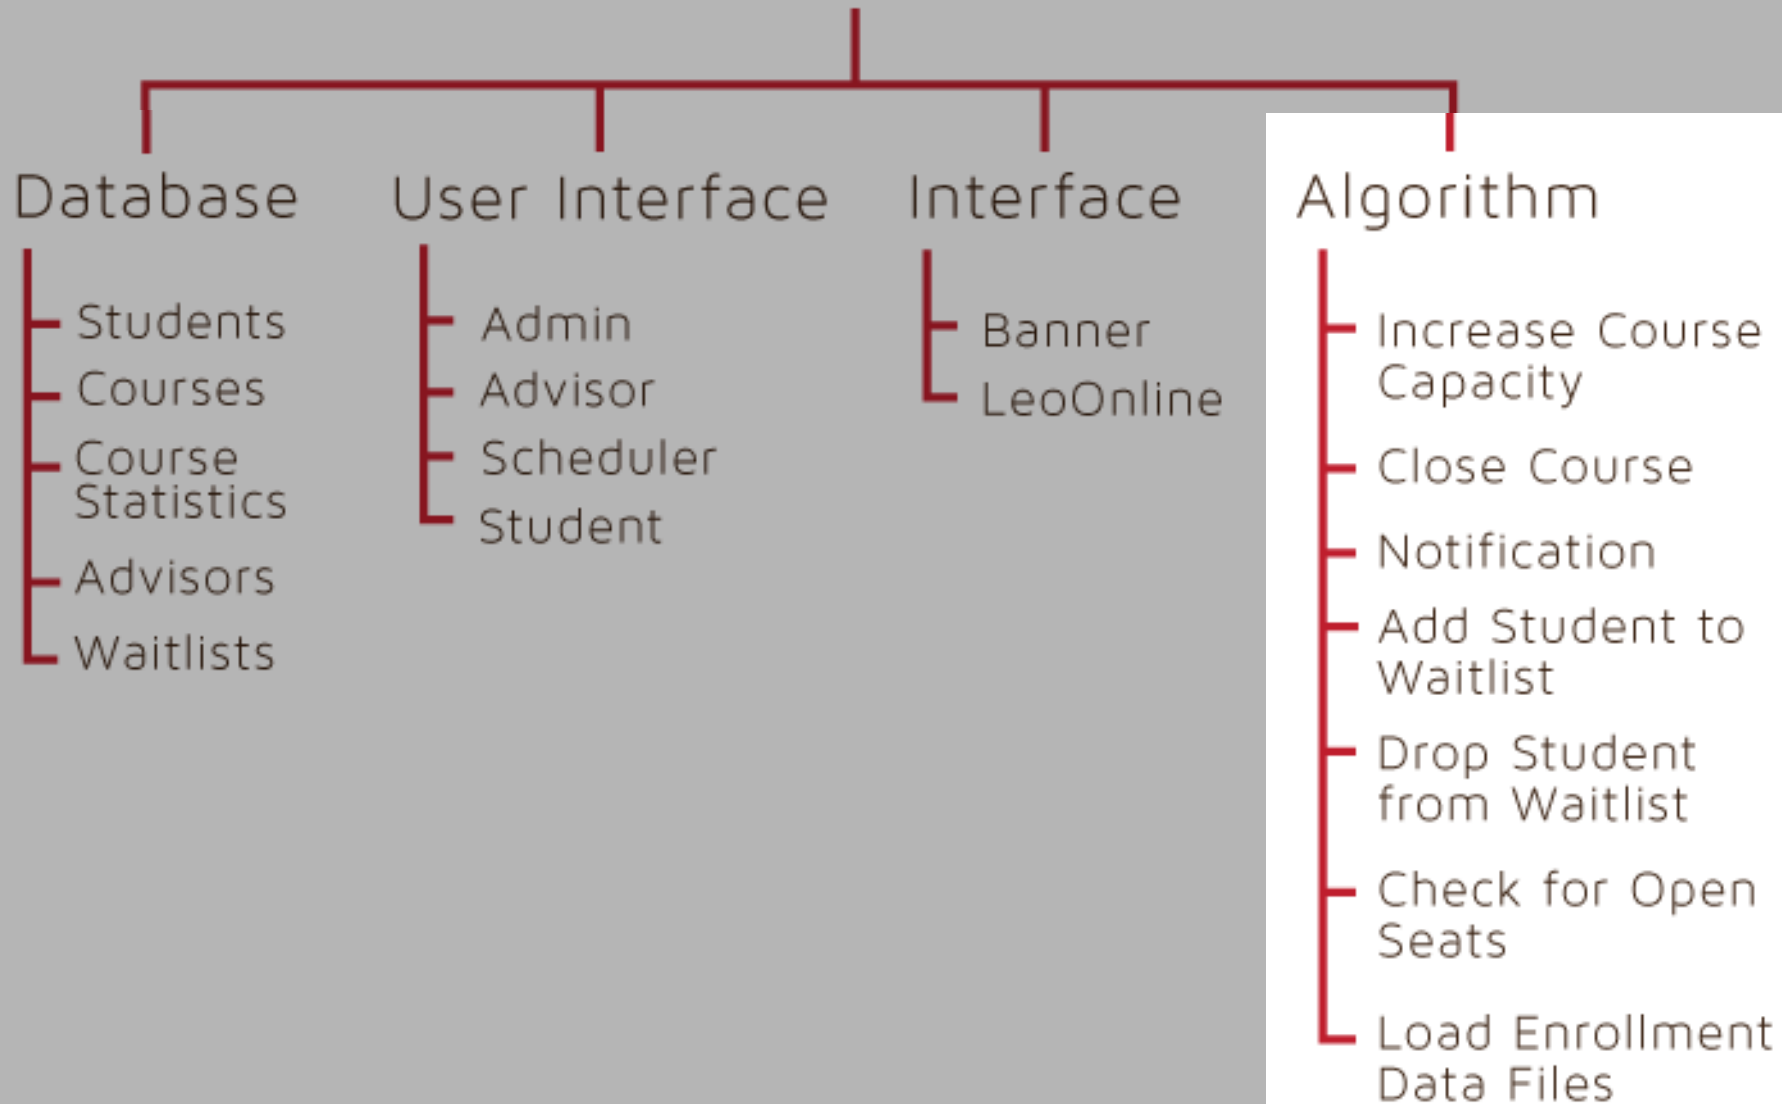 Database
Students
Courses
Course
Statistics
Advisors
Waitlists
User Interface
Admin
Advisor
Scheduler
Student
Interface
Banner
LeoOnline
Algorithm
Increase Course
Capacity
Close Course
Notification
Add Student to
Waitlist
Drop Student
from Waitlist
Check for Open
Seats
Load Enrollment
Data Files